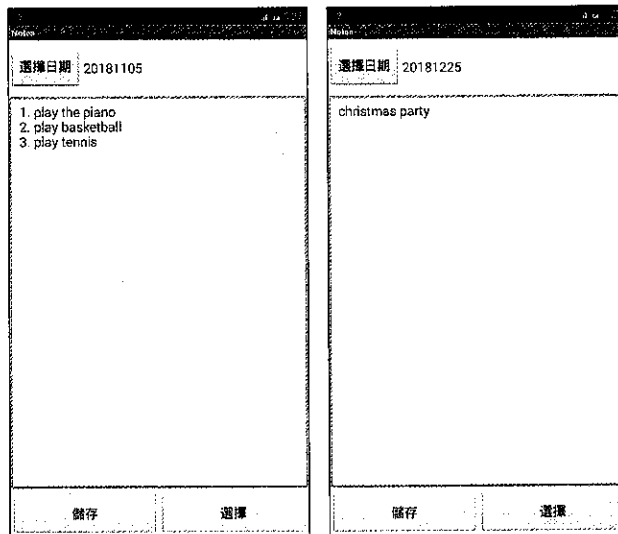 Notes
選擇日期 20181105
1. play the piano
2. play basketball
3. play tennis
儲存
選擇
Notes
選擇日期 20181225
christmas party
儲存
選擇